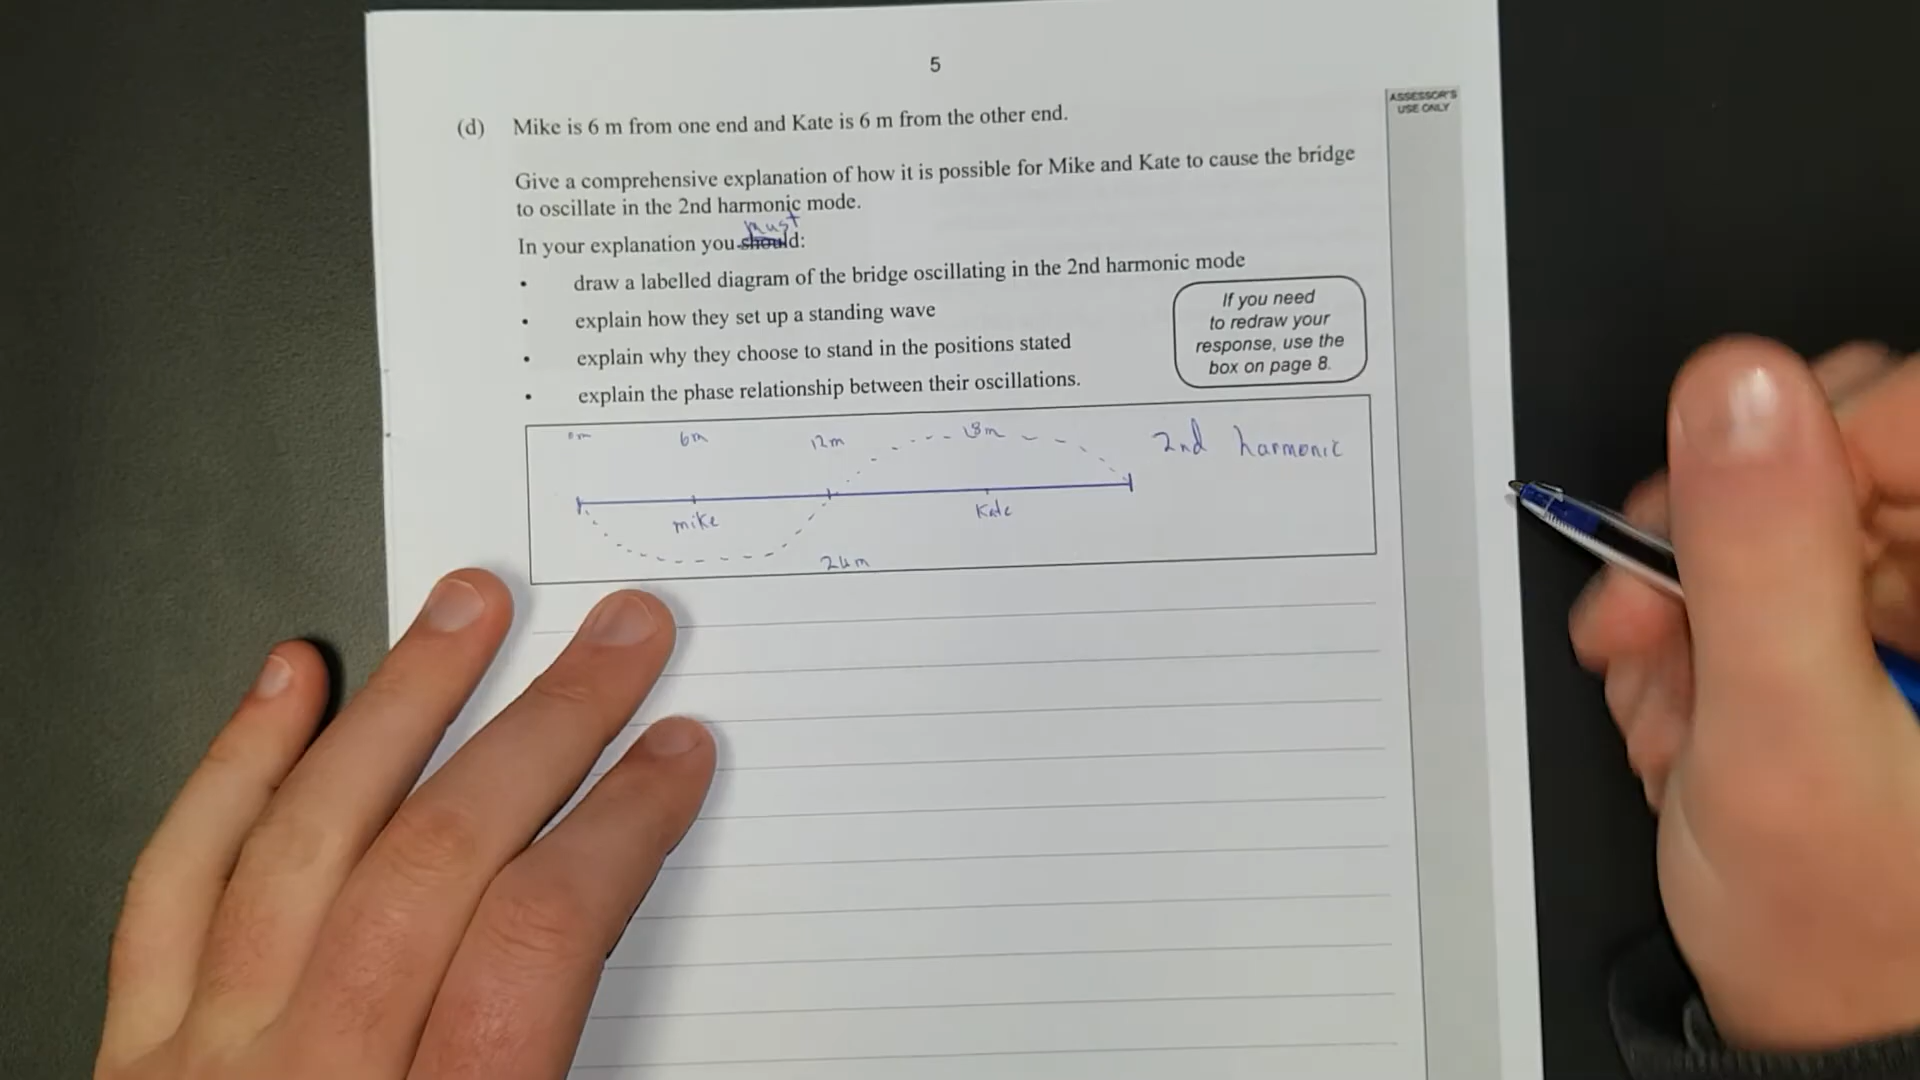 5
ASSESSOR'S
USE ONLY
(d) Mike is 6 m from one end and Kate is 6 m from the other end.
Give a comprehensive explanation of how it is possible for Mike and Kate to cause the bridge
to oscillate in the 2nd harmonic mode.
must
In your explanation you should:
• draw a labelled diagram of the bridge oscillating in the 2nd harmonic mode
• explain how they set up a standing wave
• explain why they choose to stand in the positions stated
• explain the phase relationship between their oscillations.
If you need
to redraw your
response, use the
box on page 8.
0m 6m 12m 18m 2nd harmonic
mike Kate
24m